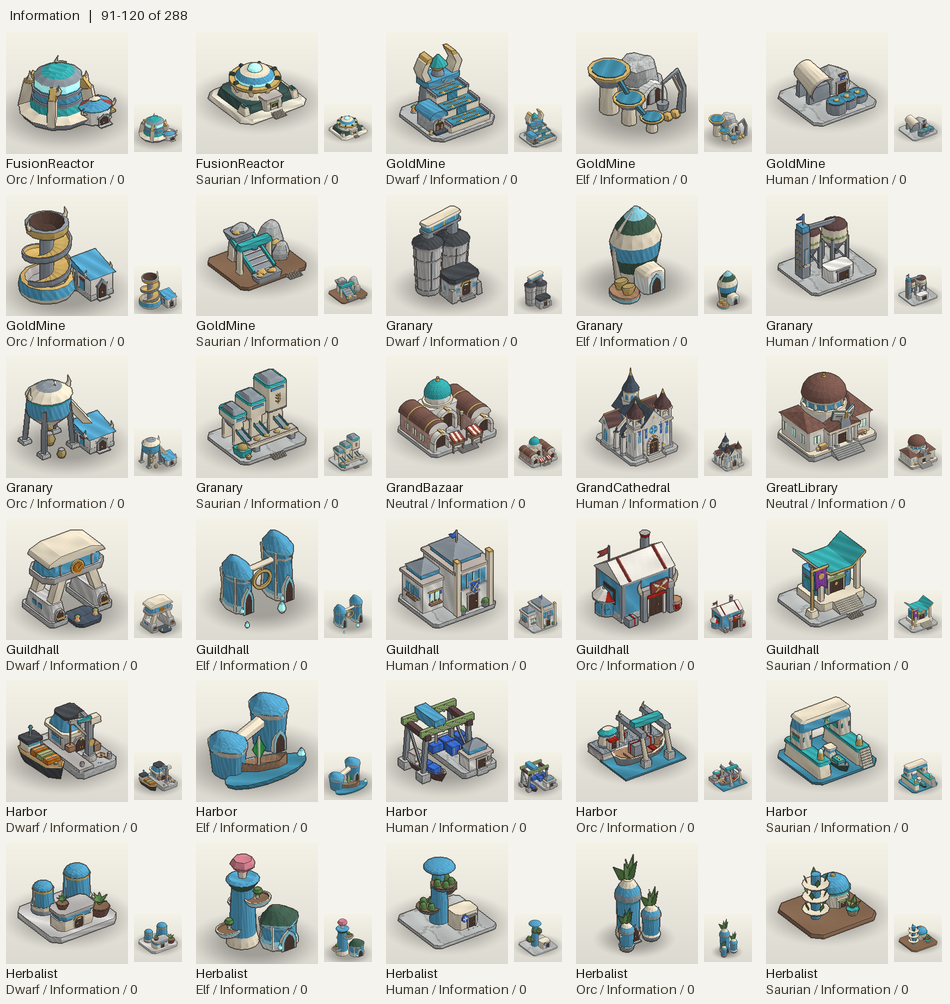 Information | 91-120 of 288
FusionReactor
Orc / Information / 0
FusionReactor
Saurian / Information / 0
GoldMine
Dwarf / Information / 0
GoldMine
Elf / Information / 0
GoldMine
Human / Information / 0
GoldMine
Orc / Information / 0
GoldMine
Saurian / Information / 0
Granary
Dwarf / Information / 0
Granary
Elf / Information / 0
Granary
Human / Information / 0
Granary
Orc / Information / 0
Granary
Saurian / Information / 0
GrandBazaar
Neutral / Information / 0
GrandCathedral
Human / Information / 0
GreatLibrary
Neutral / Information / 0
Guildhall
Dwarf / Information / 0
Guildhall
Elf / Information / 0
Guildhall
Human / Information / 0
Guildhall
Orc / Information / 0
Guildhall
Saurian / Information / 0
Harbor
Dwarf / Information / 0
Harbor
Elf / Information / 0
Harbor
Human / Information / 0
Harbor
Orc / Information / 0
Harbor
Saurian / Information / 0
Herbalist
Dwarf / Information / 0
Herbalist
Elf / Information / 0
Herbalist
Human / Information / 0
Herbalist
Orc / Information / 0
Herbalist
Saurian / Information / 0